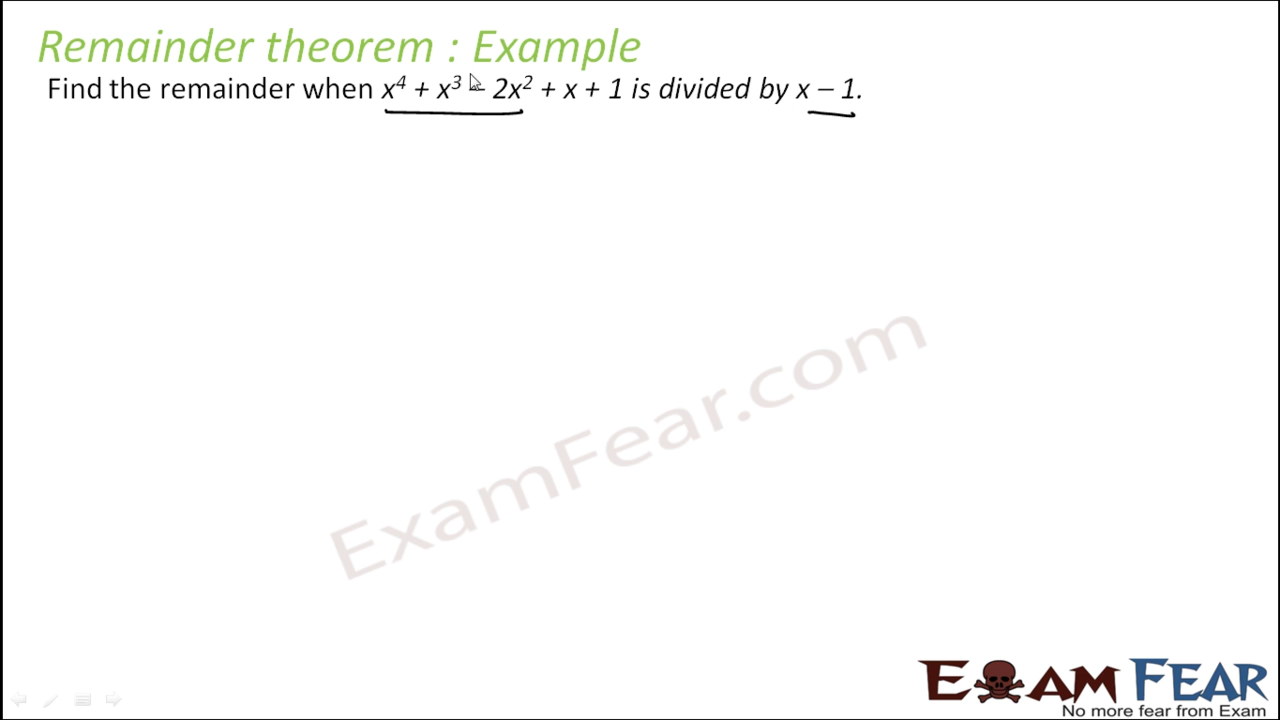 Remainder theorem : Example
Find the remainder when x⁴ + x³ – 2x² + x + 1 is divided by x – 1.
ExamFear.com
EXAM FEAR
No more fear from Exam